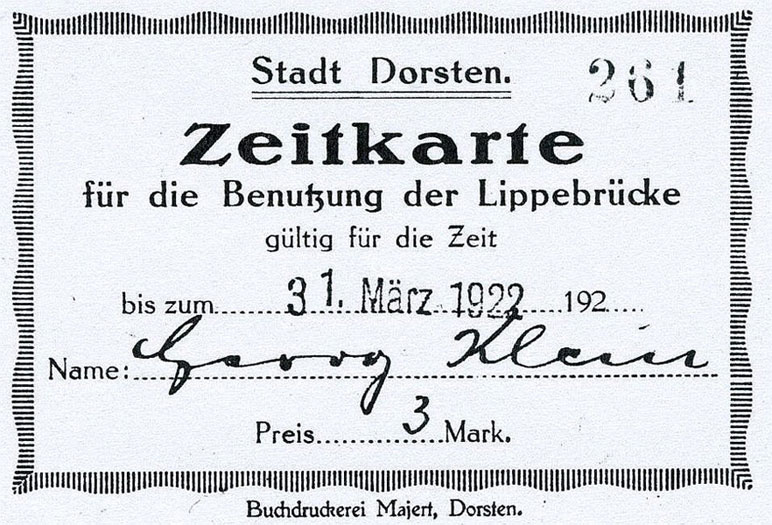 Stadt Dorsten. 261
Zeitkarte
für die Benutzung der Lippebrücke
gültig für die Zeit
bis zum 31. März 1922 192
Name: Georg Klein
Preis 3 Mark.
Buchdruckerei Majert, Dorsten.